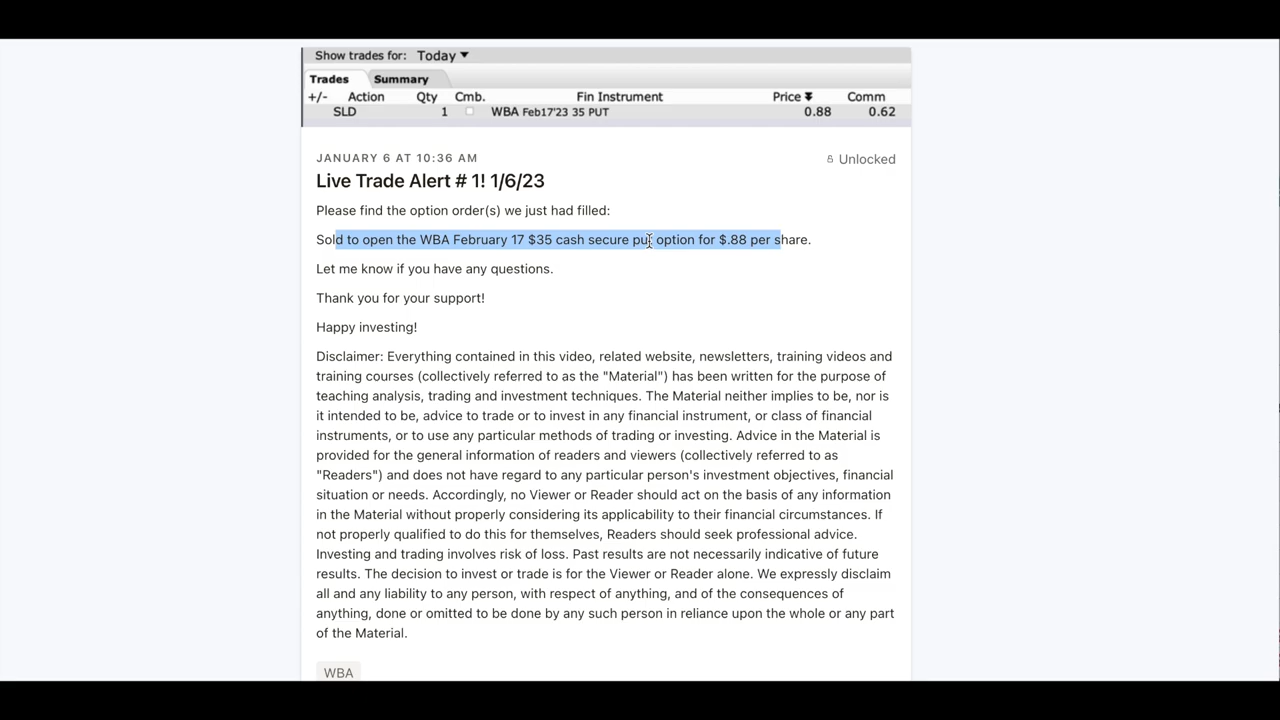 Show trades for: Today ▼
Trades Summary
+/- Action Qty Cmb. Fin Instrument Price Comm
SLD 1 WBA Feb17'23 35 PUT 0.88 0.62
JANUARY 6 AT 10:36 AM
Unlocked
Live Trade Alert # 1! 1/6/23
Please find the option order(s) we just had filled:
Sold to open the WBA February 17 $35 cash secure put option for $.88 per share.
Let me know if you have any questions.
Thank you for your support!
Happy investing!
Disclaimer: Everything contained in this video, related website, newsletters, training videos and
training courses (collectively referred to as the "Material") has been written for the purpose of
teaching analysis, trading and investment techniques. The Material neither implies to be, nor is
it intended to be, advice to trade or to invest in any financial instrument, or class of financial
instruments, or to use any particular methods of trading or investing. Advice in the Material is
provided for the general information of readers and viewers (collectively referred to as
"Readers") and does not have regard to any particular person's investment objectives, financial
situation or needs. Accordingly, no Viewer or Reader should act on the basis of any information
in the Material without properly considering its applicability to their financial circumstances. If
not properly qualified to do this for themselves, Readers should seek professional advice.
Investing and trading involves risk of loss. Past results are not necessarily indicative of future
results. The decision to invest or trade is for the Viewer or Reader alone. We expressly disclaim
all and any liability to any person, with respect of anything, and of the consequences of
anything, done or omitted to be done by any such person in reliance upon the whole or any part
of the Material.
WBA